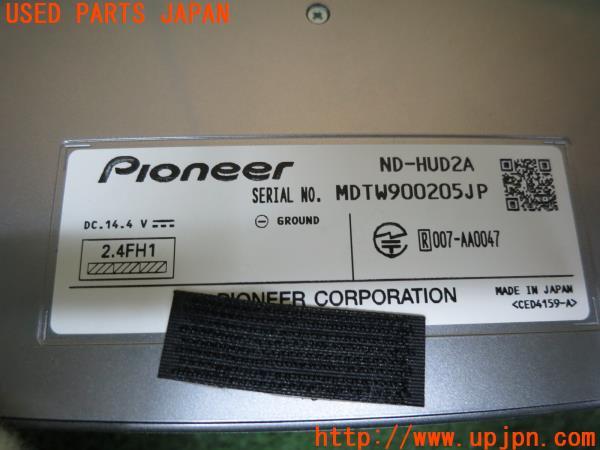 USED PARTS JAPAN
Pioneer
ND-HUD2A
SERIAL NO. MDTW900205JP
DC.14.4 V
GROUND
2.4FH1
R 007-AA0047
PIONEER CORPORATION
MADE IN JAPAN
<CED4159-A>
http://www.upjpn.com